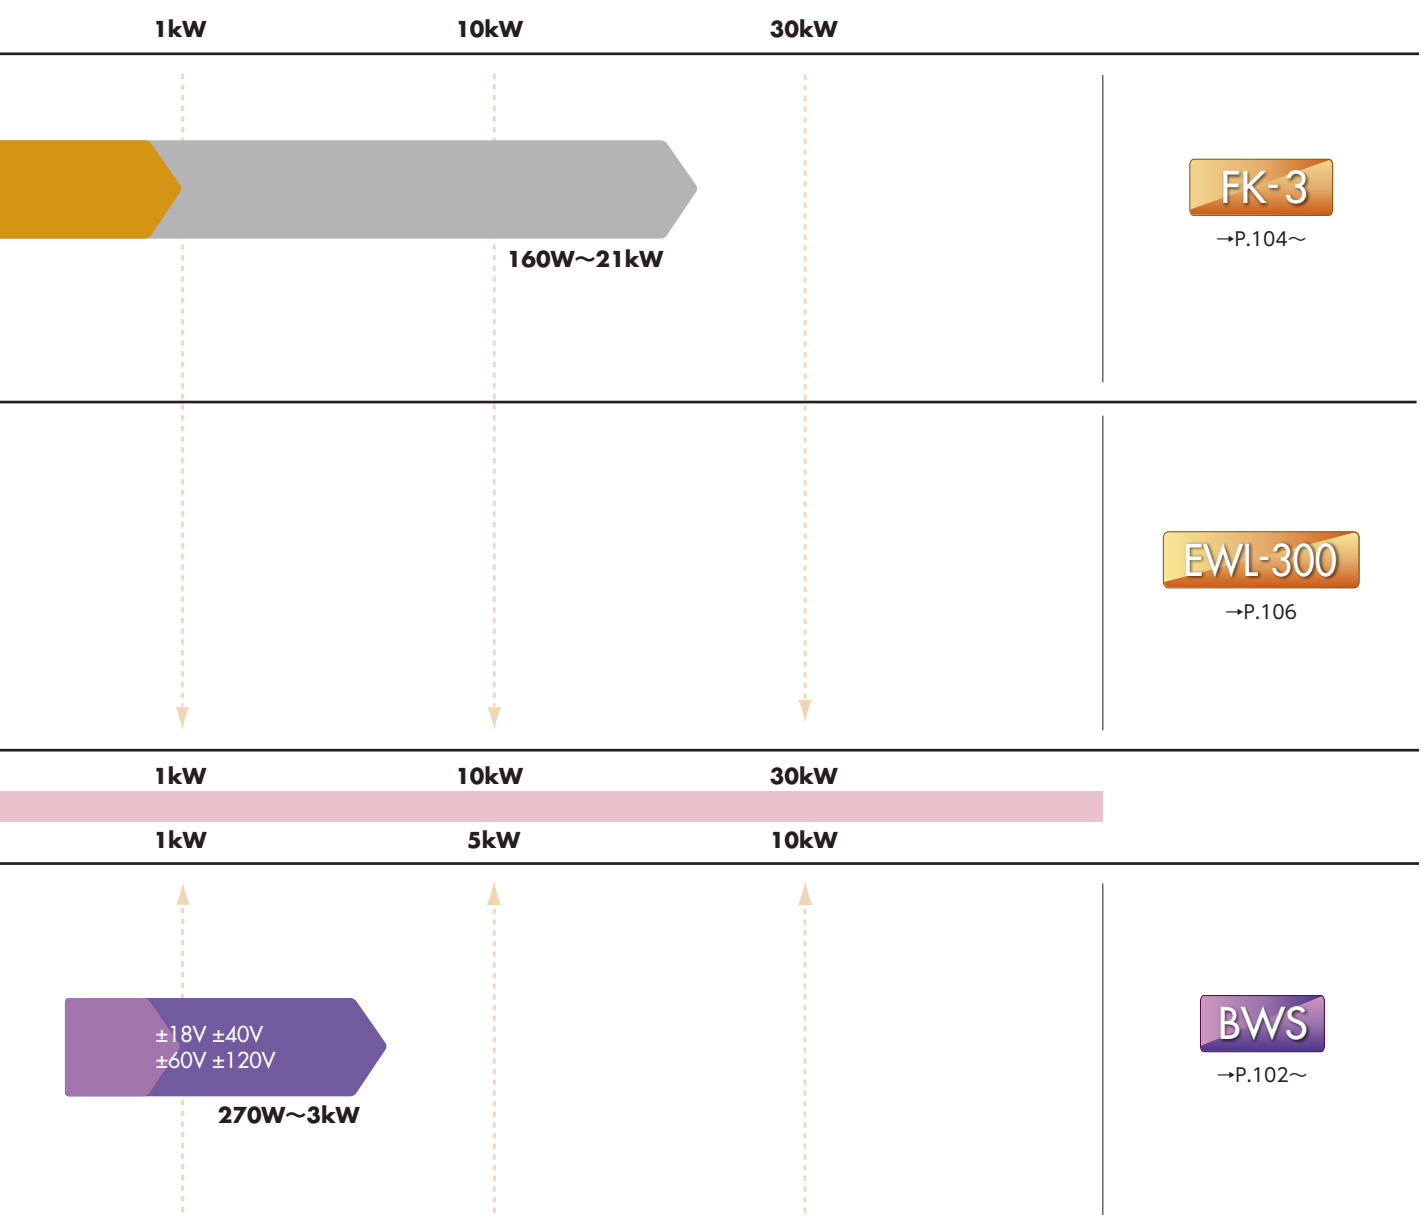 1kW 10kW 30kW
FK-3
→P.104～
160W～21kW
EWL-300
→P.106
1kW 10kW 30kW
1kW 5kW 10kW
±18V ±40V
±60V ±120V
270W～3kW
BWS
→P.102～